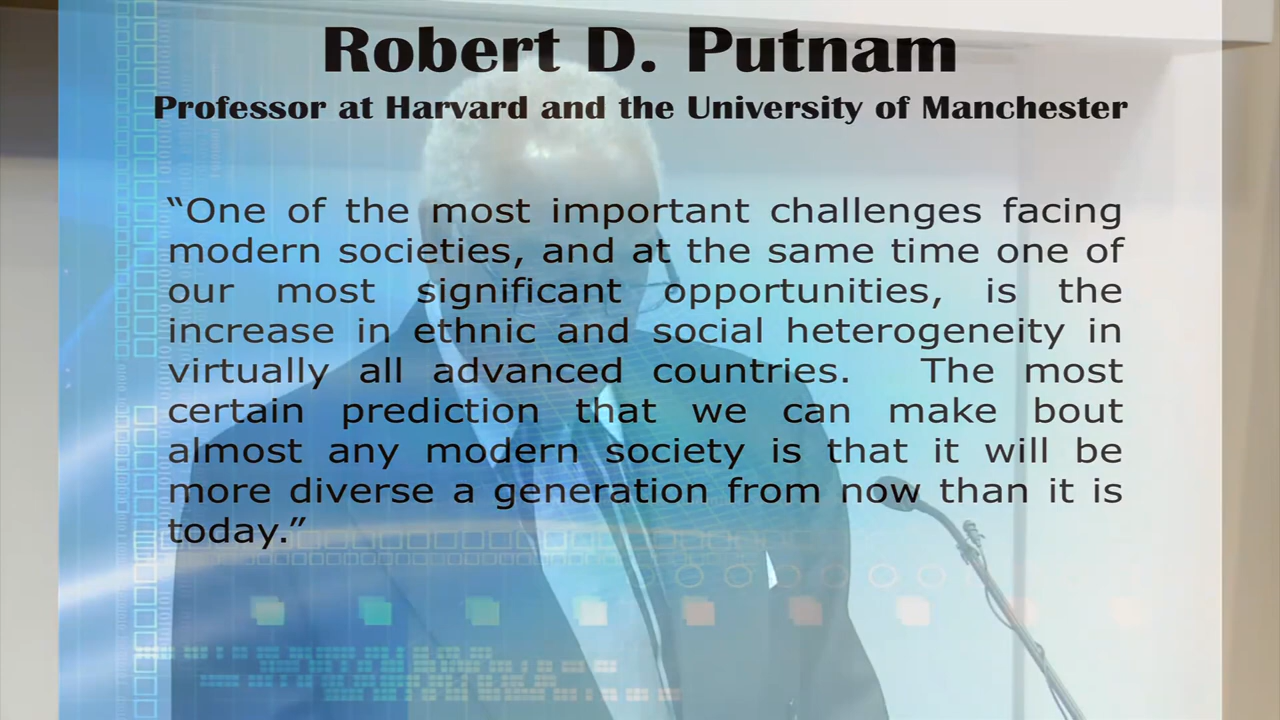 Robert D. Putnam
Professor at Harvard and the University of Manchester
“One of the most important challenges facing
modern societies, and at the same time one of
our most significant opportunities, is the
increase in ethnic and social heterogeneity in
virtually all advanced countries. The most
certain prediction that we can make bout
almost any modern society is that it will be
more diverse a generation from now than it is
today.”